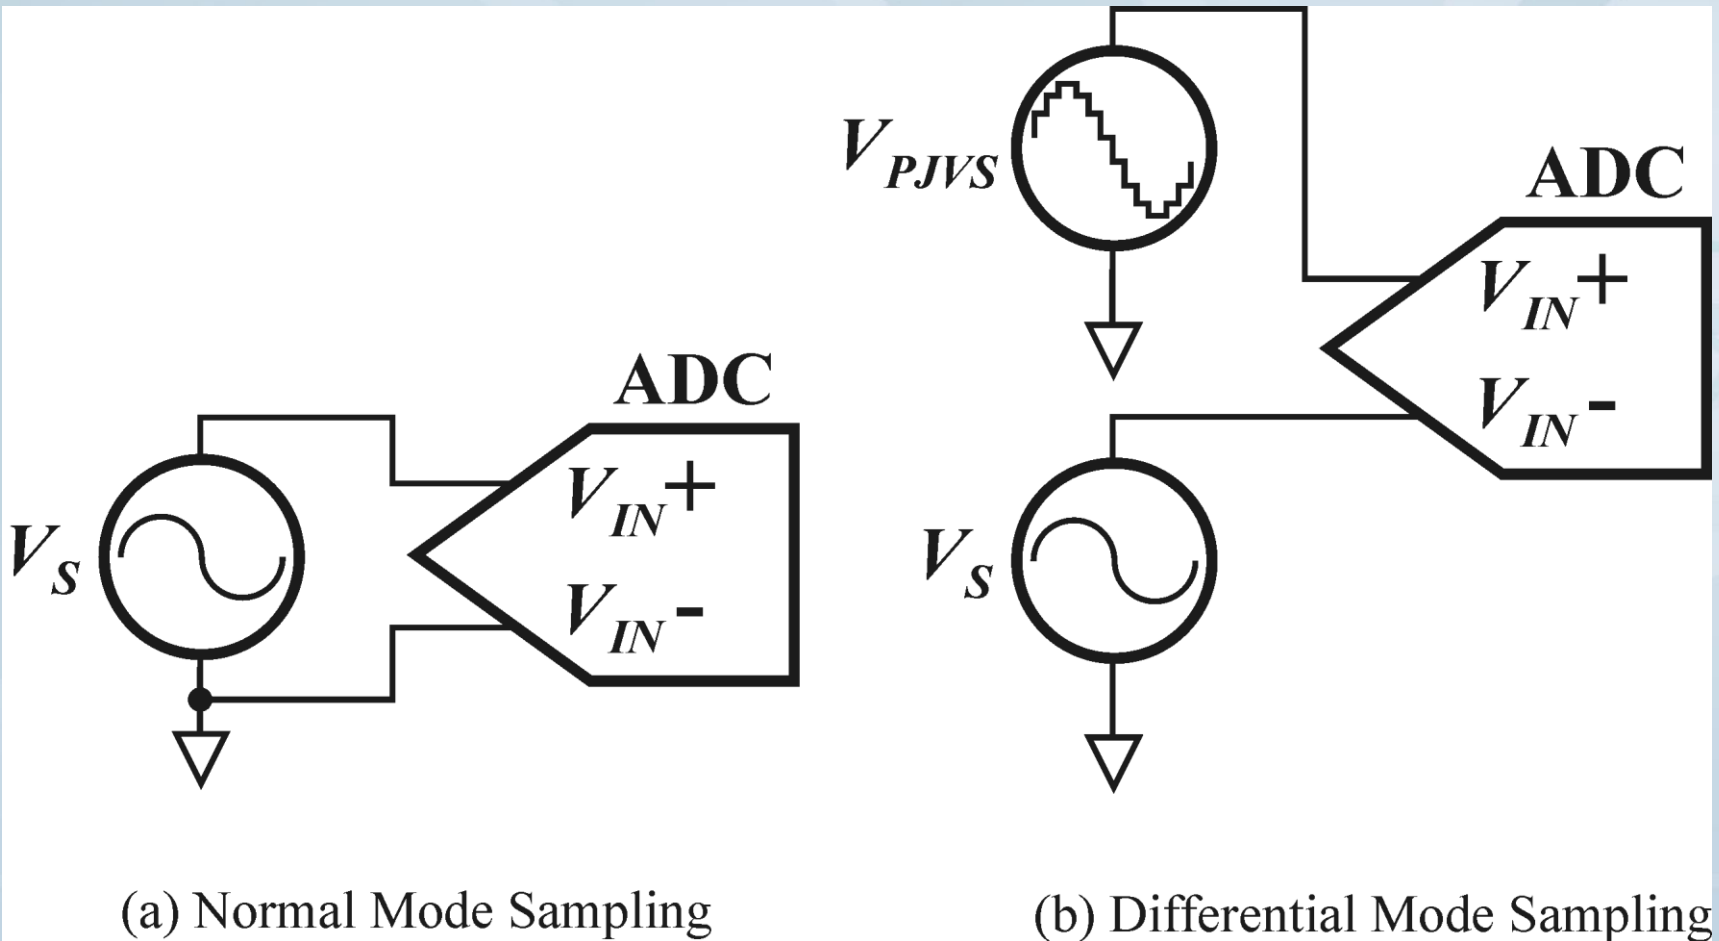 ADC
V_S
V_IN+
V_IN-
(a) Normal Mode Sampling
V_PJVS
ADC
V_IN+
V_IN-
V_S
(b) Differential Mode Sampling